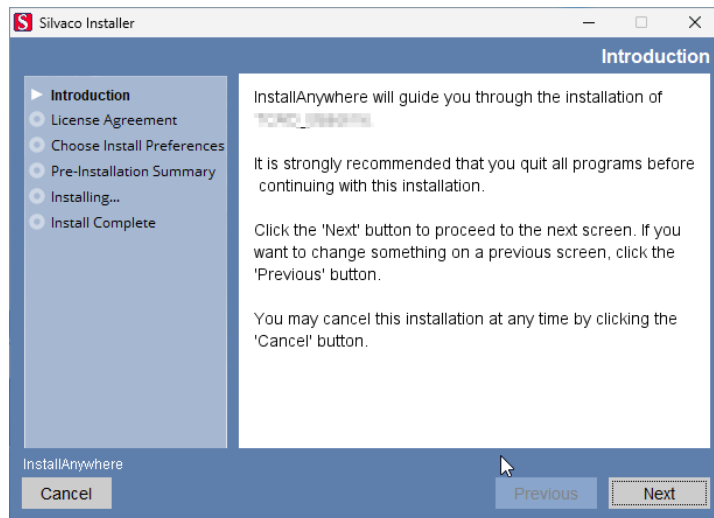 S Silvaco Installer
Introduction
Introduction
License Agreement
Choose Install Preferences
Pre-Installation Summary
Installing...
Install Complete
InstallAnywhere will guide you through the installation of
It is strongly recommended that you quit all programs before
continuing with this installation.
Click the 'Next' button to proceed to the next screen. If you
want to change something on a previous screen, click the
'Previous' button.
You may cancel this installation at any time by clicking the
'Cancel' button.
InstallAnywhere
Cancel
Previous
Next